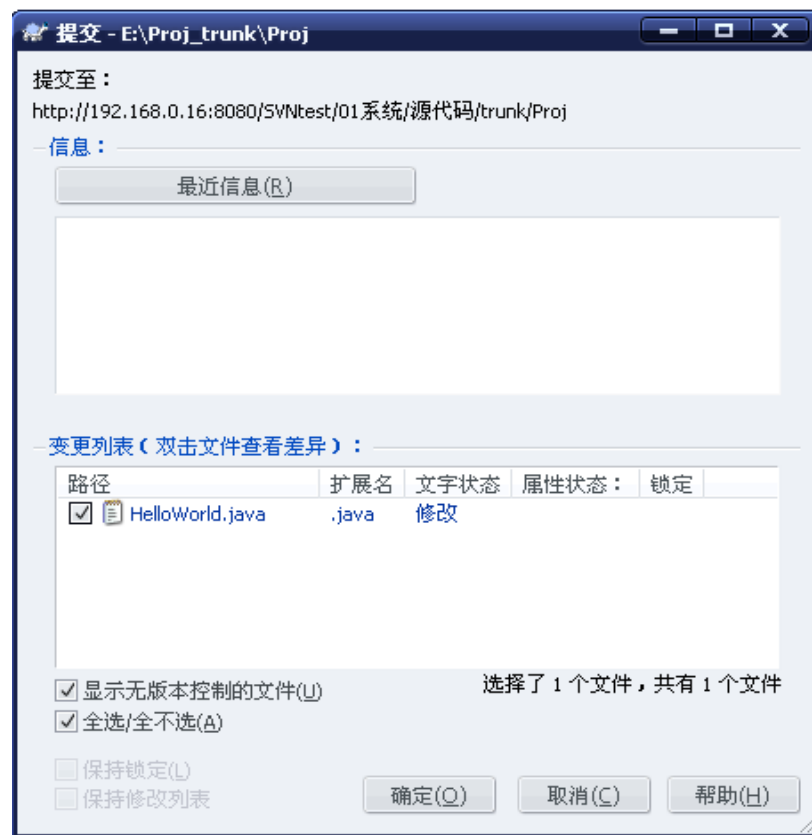 提交 - E:\Proj_trunk\Proj
提交至：
http://192.168.0.16:8080/SVNtest/01系统/源代码/trunk/Proj
信息：
最近信息(R)
变更列表（双击文件查看差异）：
路径 扩展名 文字状态 属性状态： 锁定
HelloWorld.java .java 修改
显示无版本控制的文件(U) 选择了 1 个文件，共有 1 个文件
全选/全不选(A)
保持锁定(L)
保持修改列表
确定(O) 取消(C) 帮助(H)